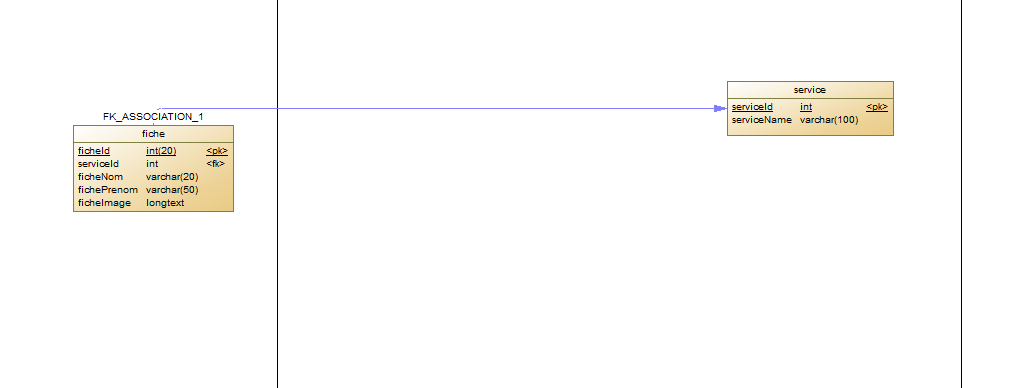 service
serviceId int <pk>
serviceName varchar(100)
FK_ASSOCIATION_1
fiche
ficheId int(20) <pk>
serviceId int <fk>
ficheNom varchar(20)
fichePrenom varchar(50)
ficheImage longtext